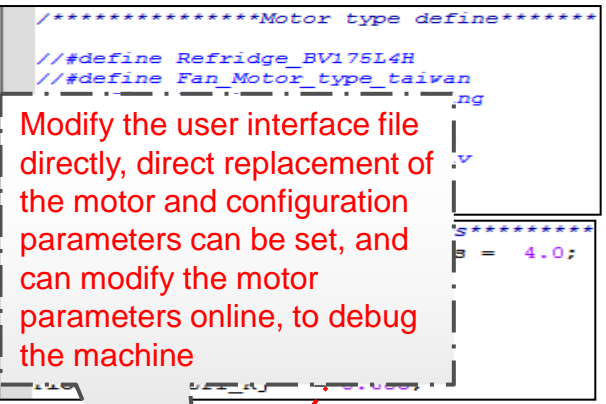 /***************Motor type define*******
//#define Refridge_BV175L4H
//#define Fan_Motor_type_taiwan
ng
Modify the user interface file
directly, direct replacement of
the motor and configuration
parameters can be set, and
can modify the motor
parameters online, to debug
the machine
v
s*********
s = 4.0;